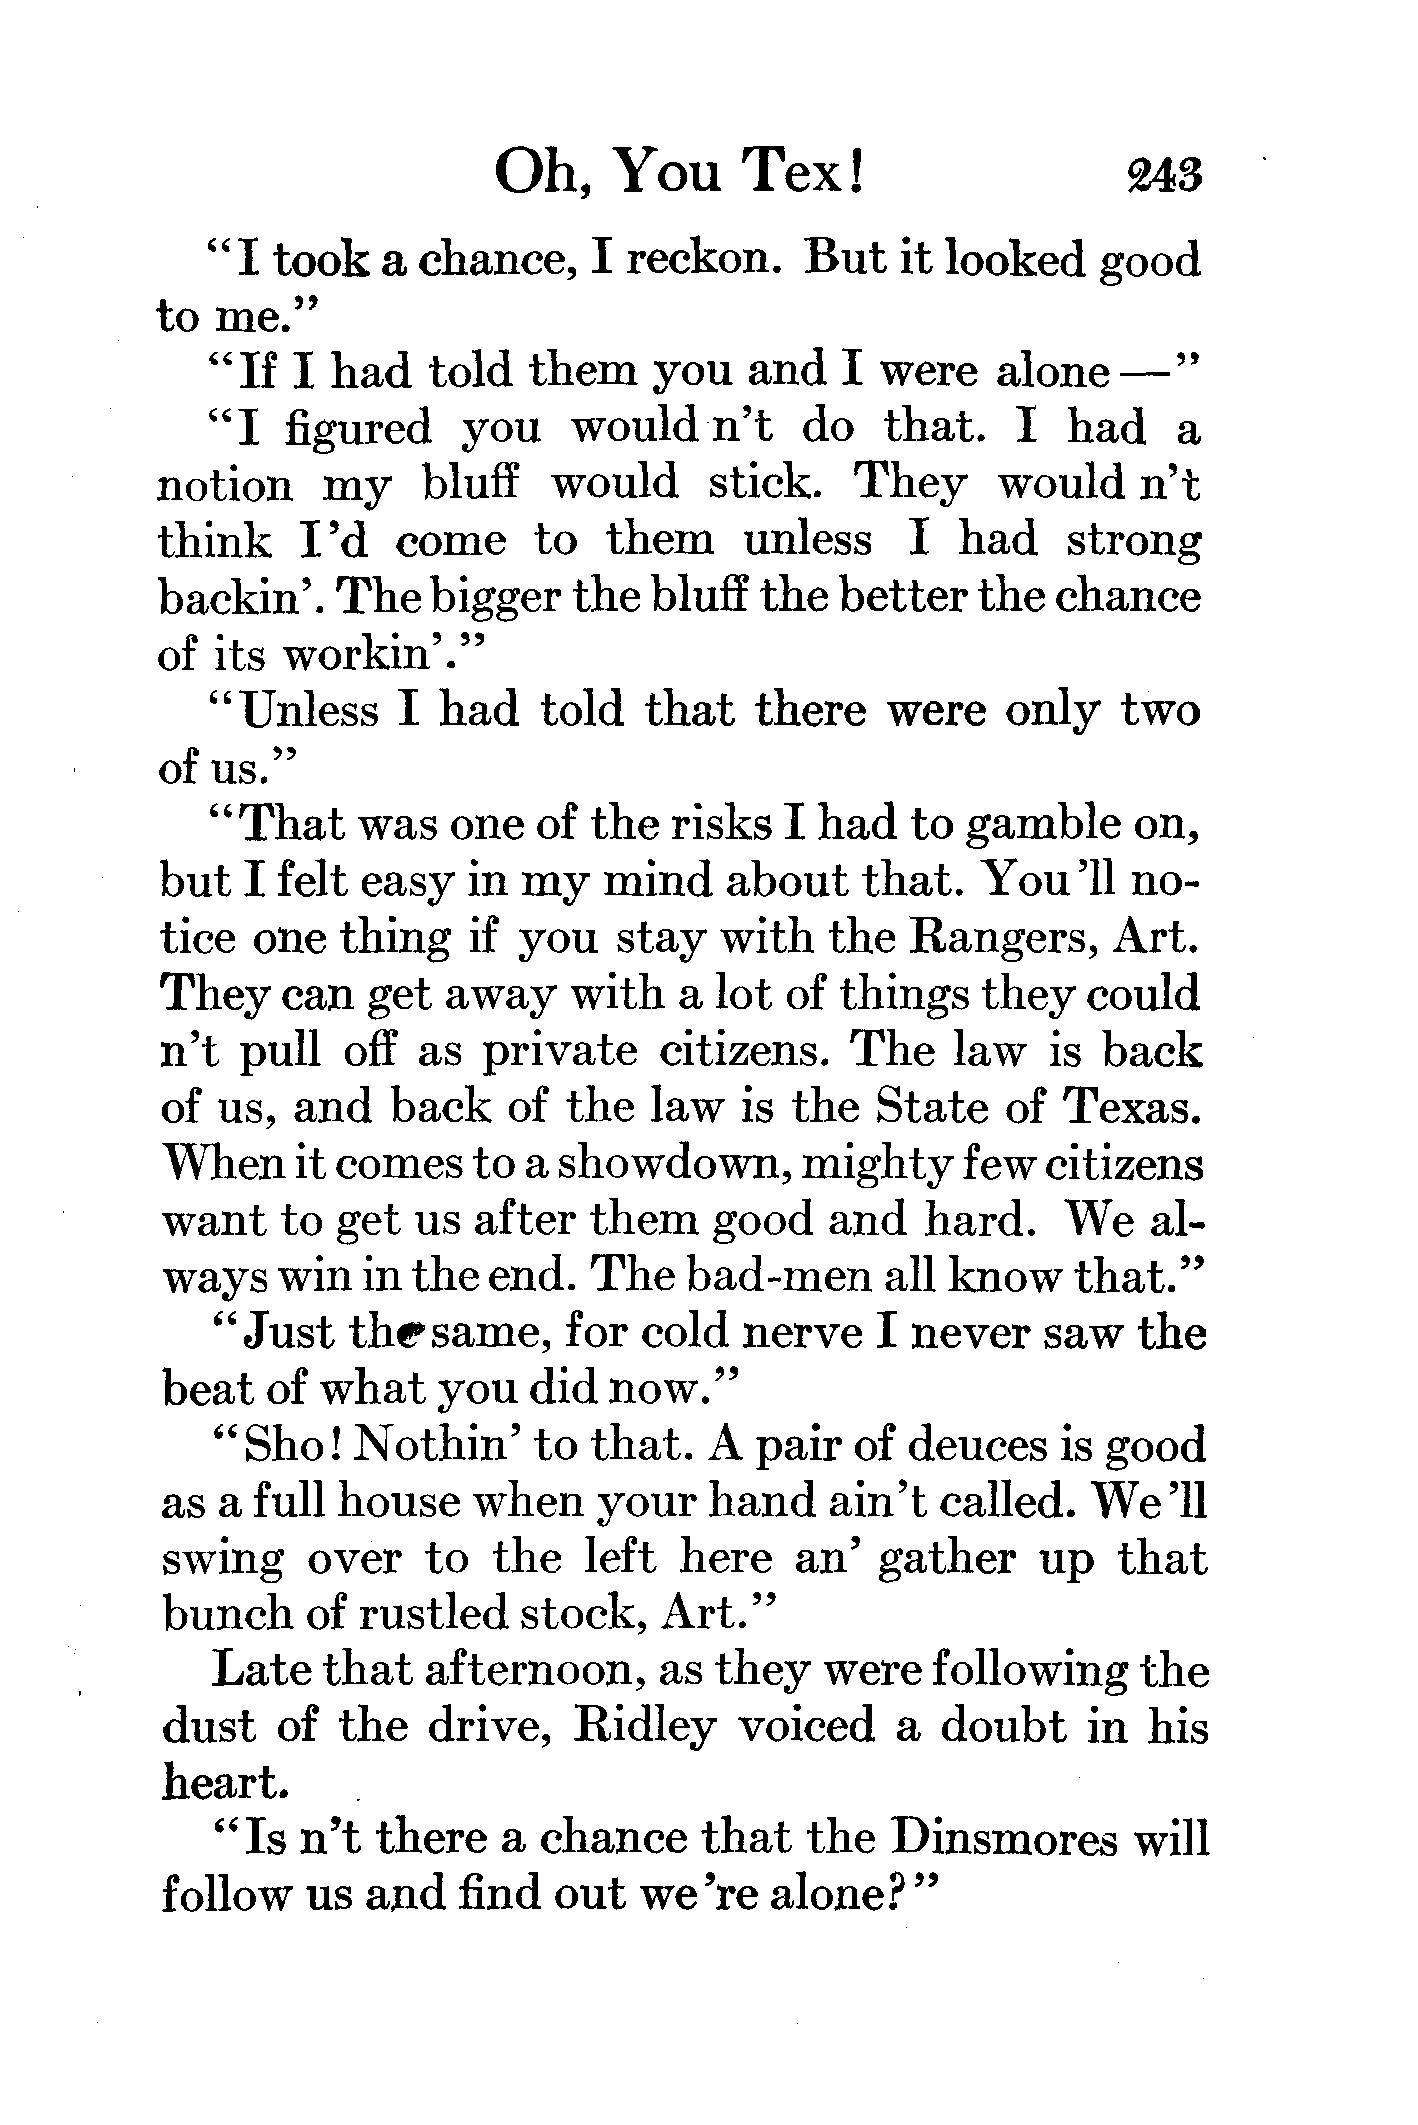 Oh, You Tex! 243
“I took a chance, I reckon. But it looked good
to me.”
“If I had told them you and I were alone—”
“I figured you would n’t do that. I had a
notion my bluff would stick. They would n’t
think I’d come to them unless I had strong
backin’. The bigger the bluff the better the chance
of its workin’.”
“Unless I had told that there were only two
of us.”
“That was one of the risks I had to gamble on,
but I felt easy in my mind about that. You’ll no-
tice one thing if you stay with the Rangers, Art.
They can get away with a lot of things they could
n’t pull off as private citizens. The law is back
of us, and back of the law is the State of Texas.
When it comes to a showdown, mighty few citizens
want to get us after them good and hard. We al-
ways win in the end. The bad-men all know that.”
“Just the same, for cold nerve I never saw the
beat of what you did now.”
“Sho! Nothin’ to that. A pair of deuces is good
as a full house when your hand ain’t called. We’ll
swing over to the left here an’ gather up that
bunch of rustled stock, Art.”
Late that afternoon, as they were following the
dust of the drive, Ridley voiced a doubt in his
heart.
“Is n’t there a chance that the Dinsmores will
follow us and find out we’re alone?”